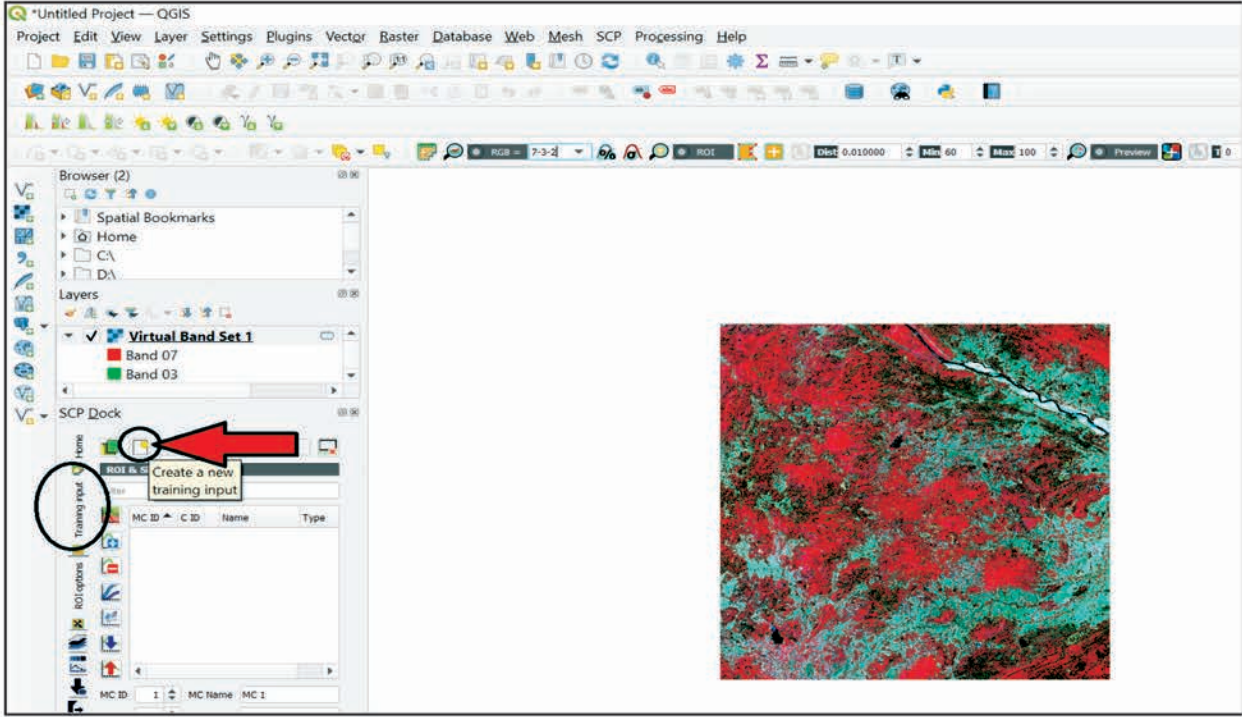 *Untitled Project — QGIS
Project Edit View Layer Settings Plugins Vector Raster Database Web Mesh SCP Processing Help
RGB = 7-3-2 ROI Dist 0.010000 Min 60 Max 100 Preview T 0
Browser (2)
Spatial Bookmarks
Home
C:\
D:\
Layers
Virtual Band Set 1
Band 07
Band 03
SCP Dock
Home
Training input
ROI options
ROI & S
Create a new
training input
MC ID C ID Name Type
MC ID 1 MC Name MC 1